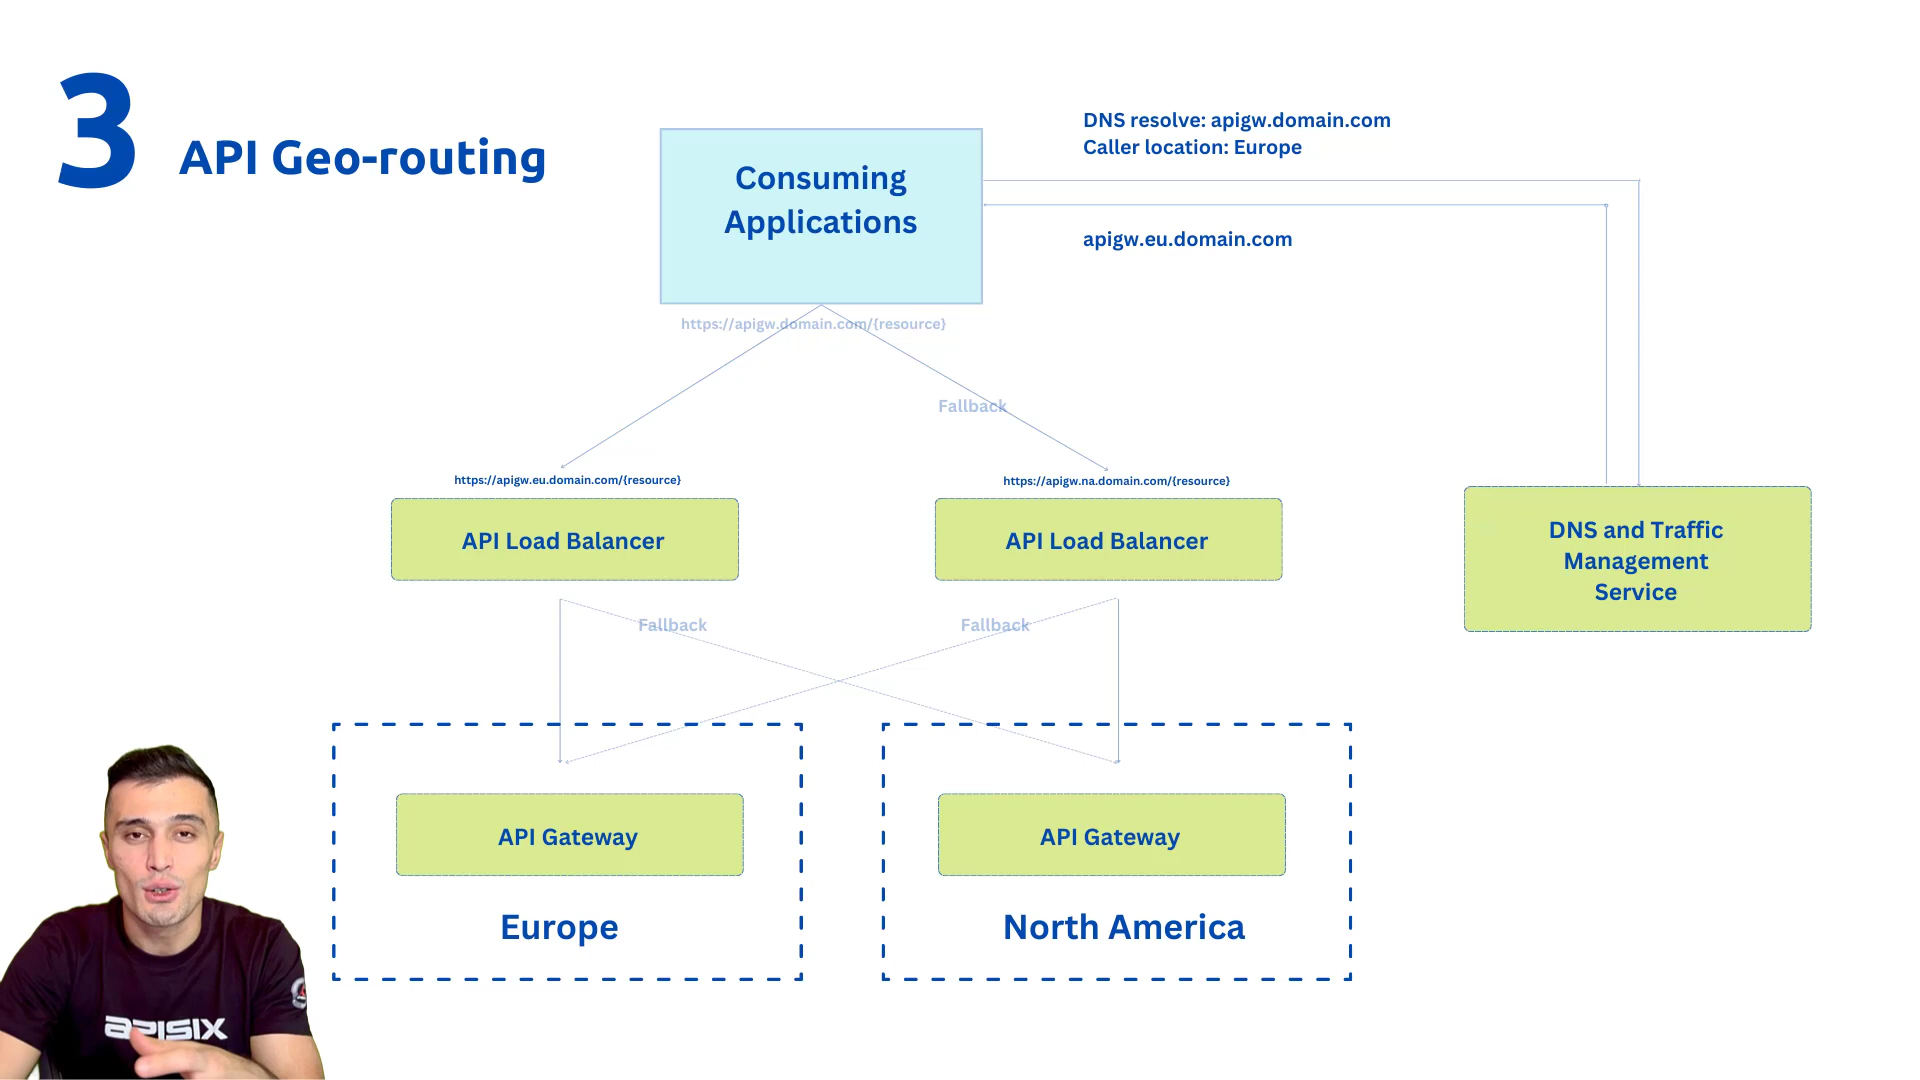 3
API Geo-routing
DNS resolve: apigw.domain.com
Caller location: Europe
Consuming
Applications
apigw.eu.domain.com
https://apigw.domain.com/{resource}
Fallback
https://apigw.eu.domain.com/{resource}
https://apigw.na.domain.com/{resource}
API Load Balancer
API Load Balancer
DNS and Traffic
Management
Service
Fallback
Fallback
API Gateway
API Gateway
Europe
North America
APISIX